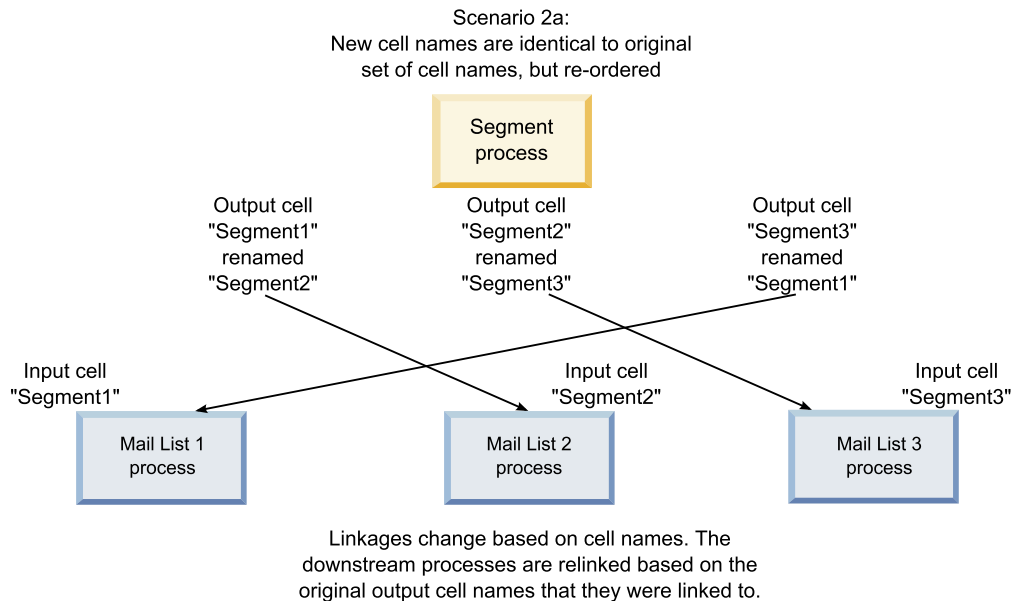 Scenario 2a:
New cell names are identical to original
set of cell names, but re-ordered
Segment
process
Output cell
"Segment1"
renamed
"Segment2"
Output cell
"Segment2"
renamed
"Segment3"
Output cell
"Segment3"
renamed
"Segment1"
Input cell
"Segment1"
Input cell
"Segment2"
Input cell
"Segment3"
Mail List 1
process
Mail List 2
process
Mail List 3
process
Linkages change based on cell names. The
downstream processes are relinked based on the
original output cell names that they were linked to.